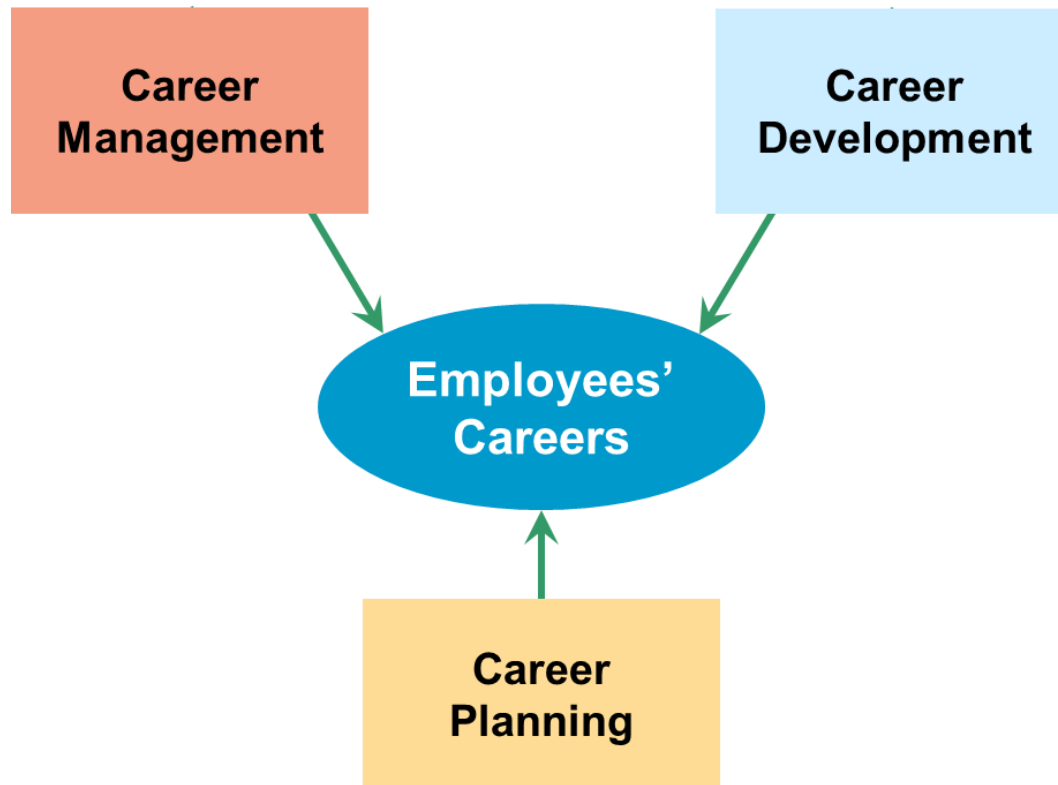 Career
Management
Career
Development
Employees’
Careers
Career
Planning